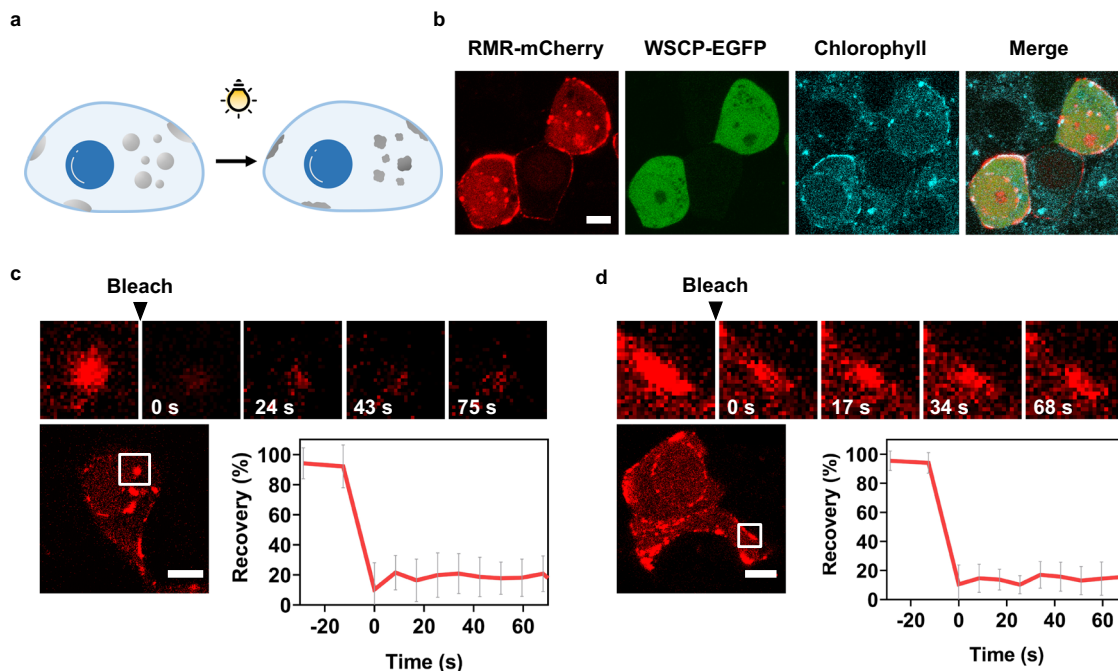 a
b
RMR-mCherry WSCP-EGFP Chlorophyll Merge
c
Bleach
0 s 24 s 43 s 75 s
Recovery (%)
100
80
60
40
20
0
-20 0 20 40 60
Time (s)
d
Bleach
0 s 17 s 34 s 68 s
Recovery (%)
100
80
60
40
20
0
-20 0 20 40 60
Time (s)